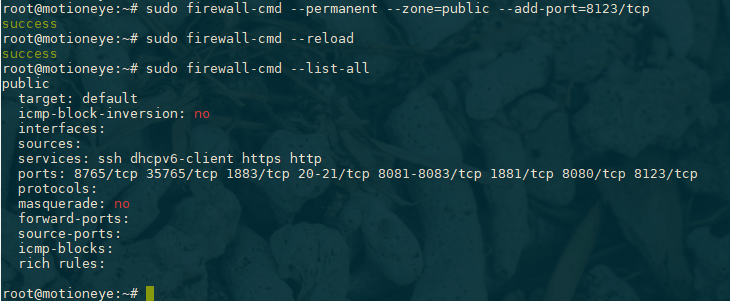 root@motioneye:~# sudo firewall-cmd --permanent --zone=public --add-port=8123/tcp
success
root@motioneye:~# sudo firewall-cmd --reload
success
root@motioneye:~# sudo firewall-cmd --list-all
public
  target: default
  icmp-block-inversion: no
  interfaces:
  sources:
  services: ssh dhcpv6-client https http
  ports: 8765/tcp 35765/tcp 1883/tcp 20-21/tcp 8081-8083/tcp 1881/tcp 8080/tcp 8123/tcp
  protocols:
  masquerade: no
  forward-ports:
  source-ports:
  icmp-blocks:
  rich rules:
root@motioneye:~#